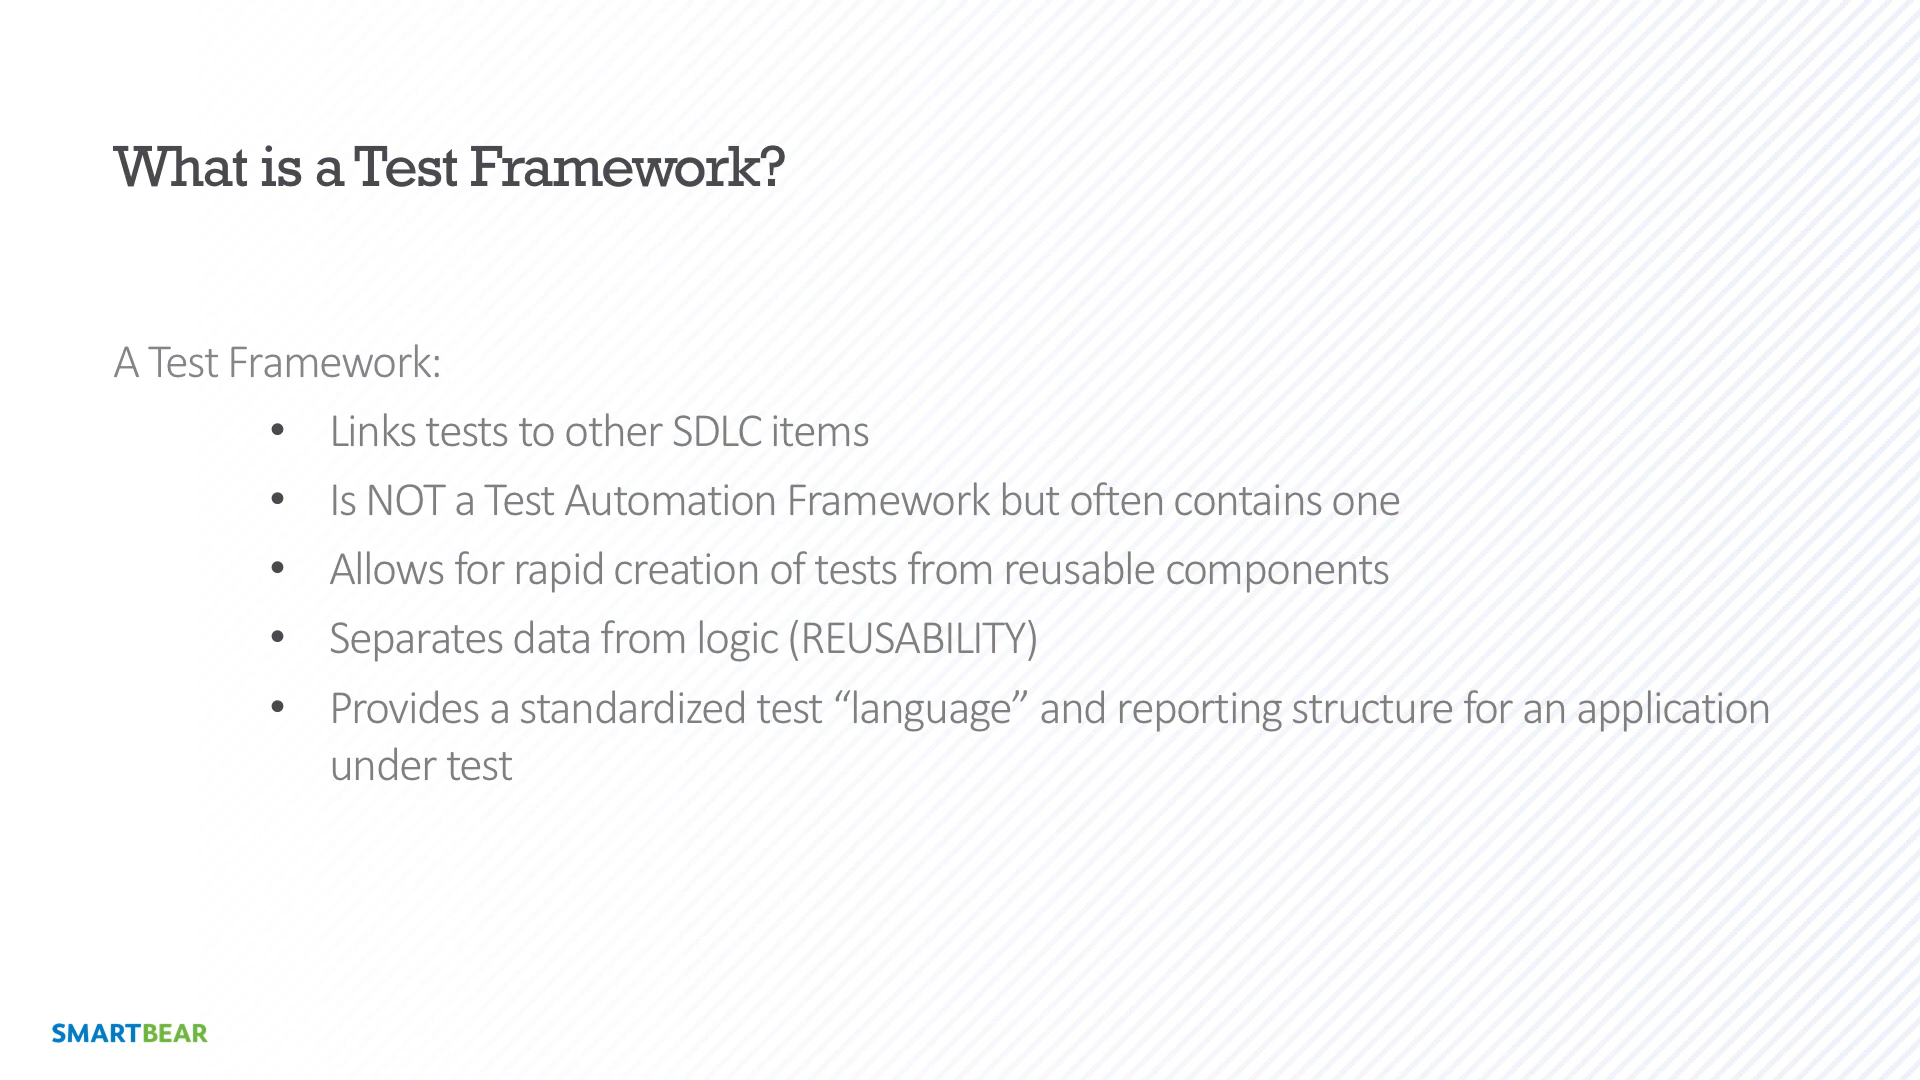 What is a Test Framework?
A Test Framework:
• Links tests to other SDLC items
• Is NOT a Test Automation Framework but often contains one
• Allows for rapid creation of tests from reusable components
• Separates data from logic (REUSABILITY)
• Provides a standardized test “language” and reporting structure for an application
under test
SMARTBEAR